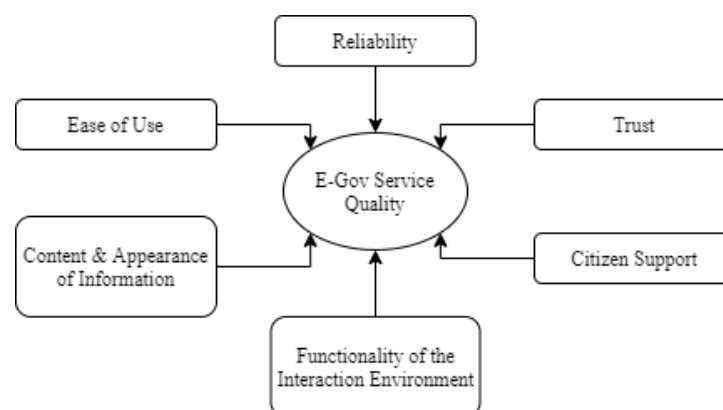 Reliability
Ease of Use
Trust
E-Gov Service
Quality
Content & Appearance
of Information
Citizen Support
Functionality of the
Interaction Environment